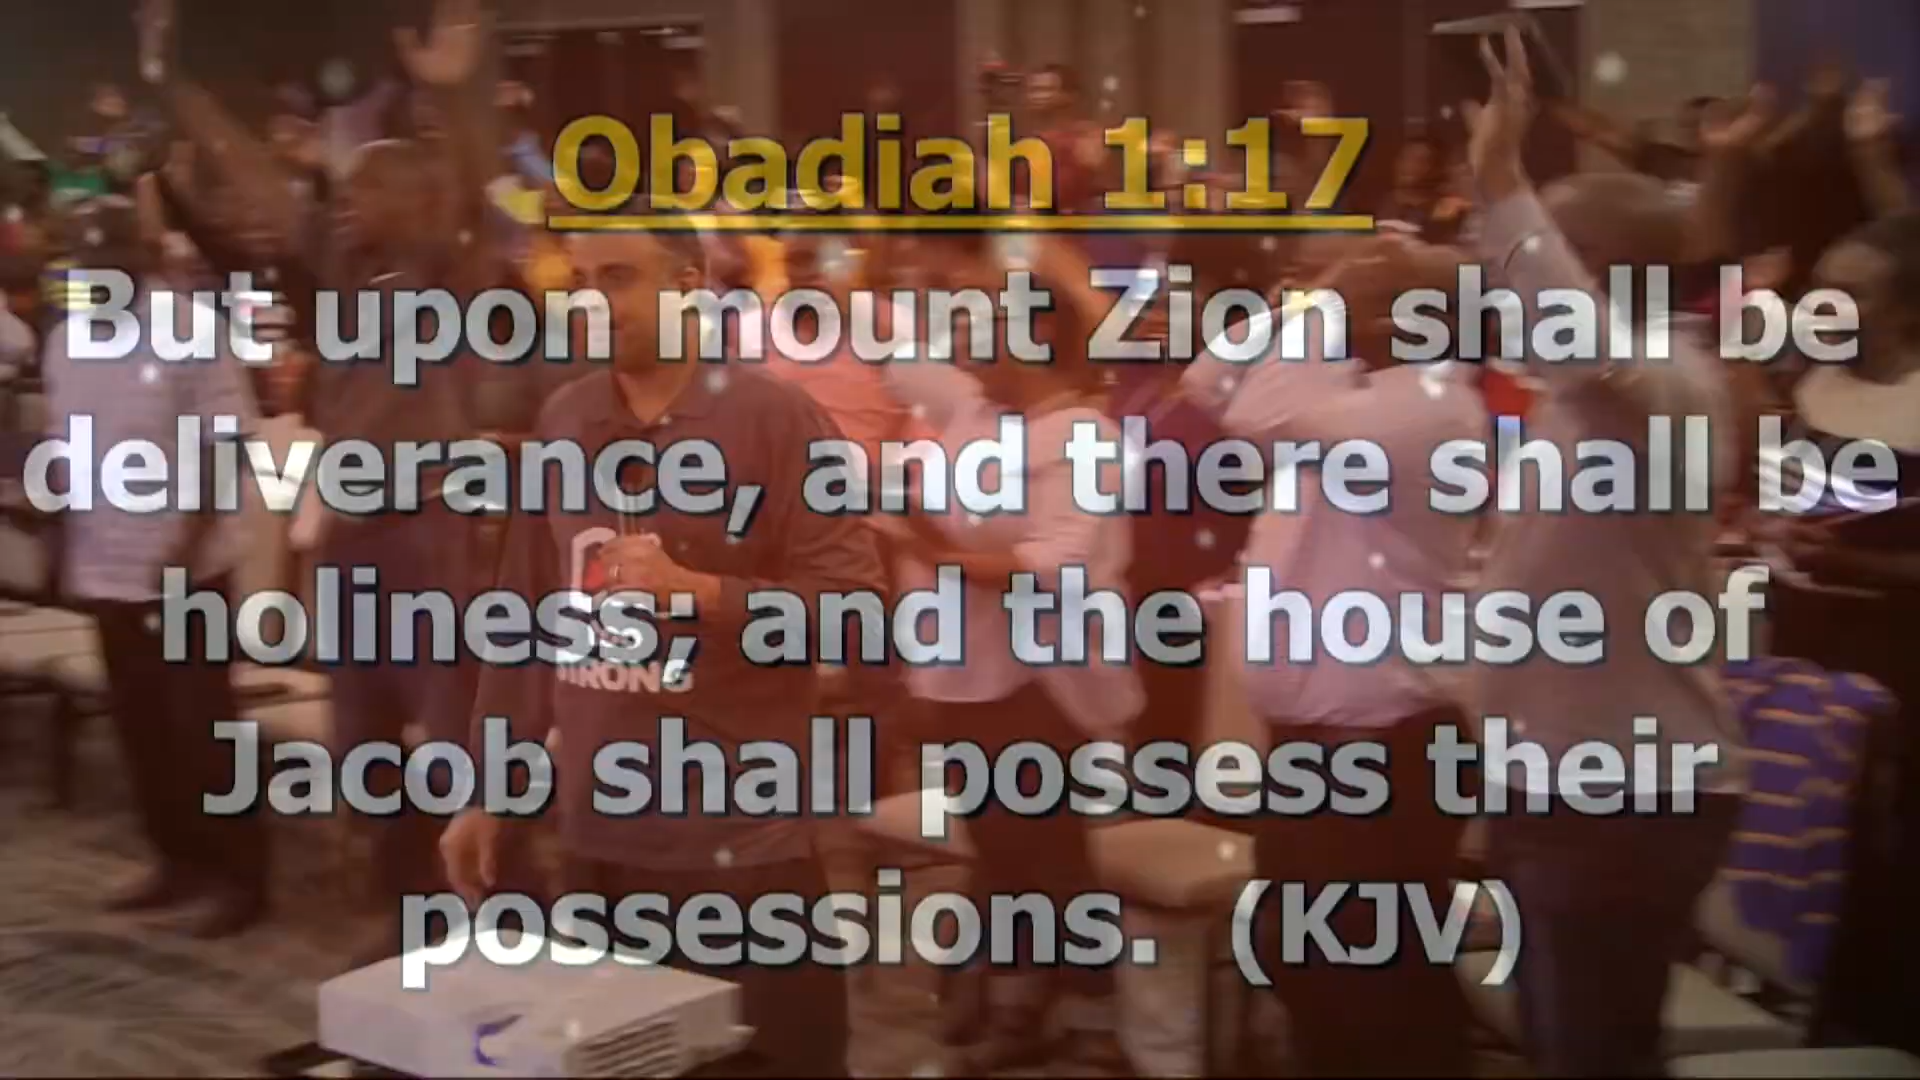 Obadiah 1:17
But upon mount Zion shall be
deliverance, and there shall be
holiness; and the house of
Jacob shall possess their
possessions. (KJV)
STRONG